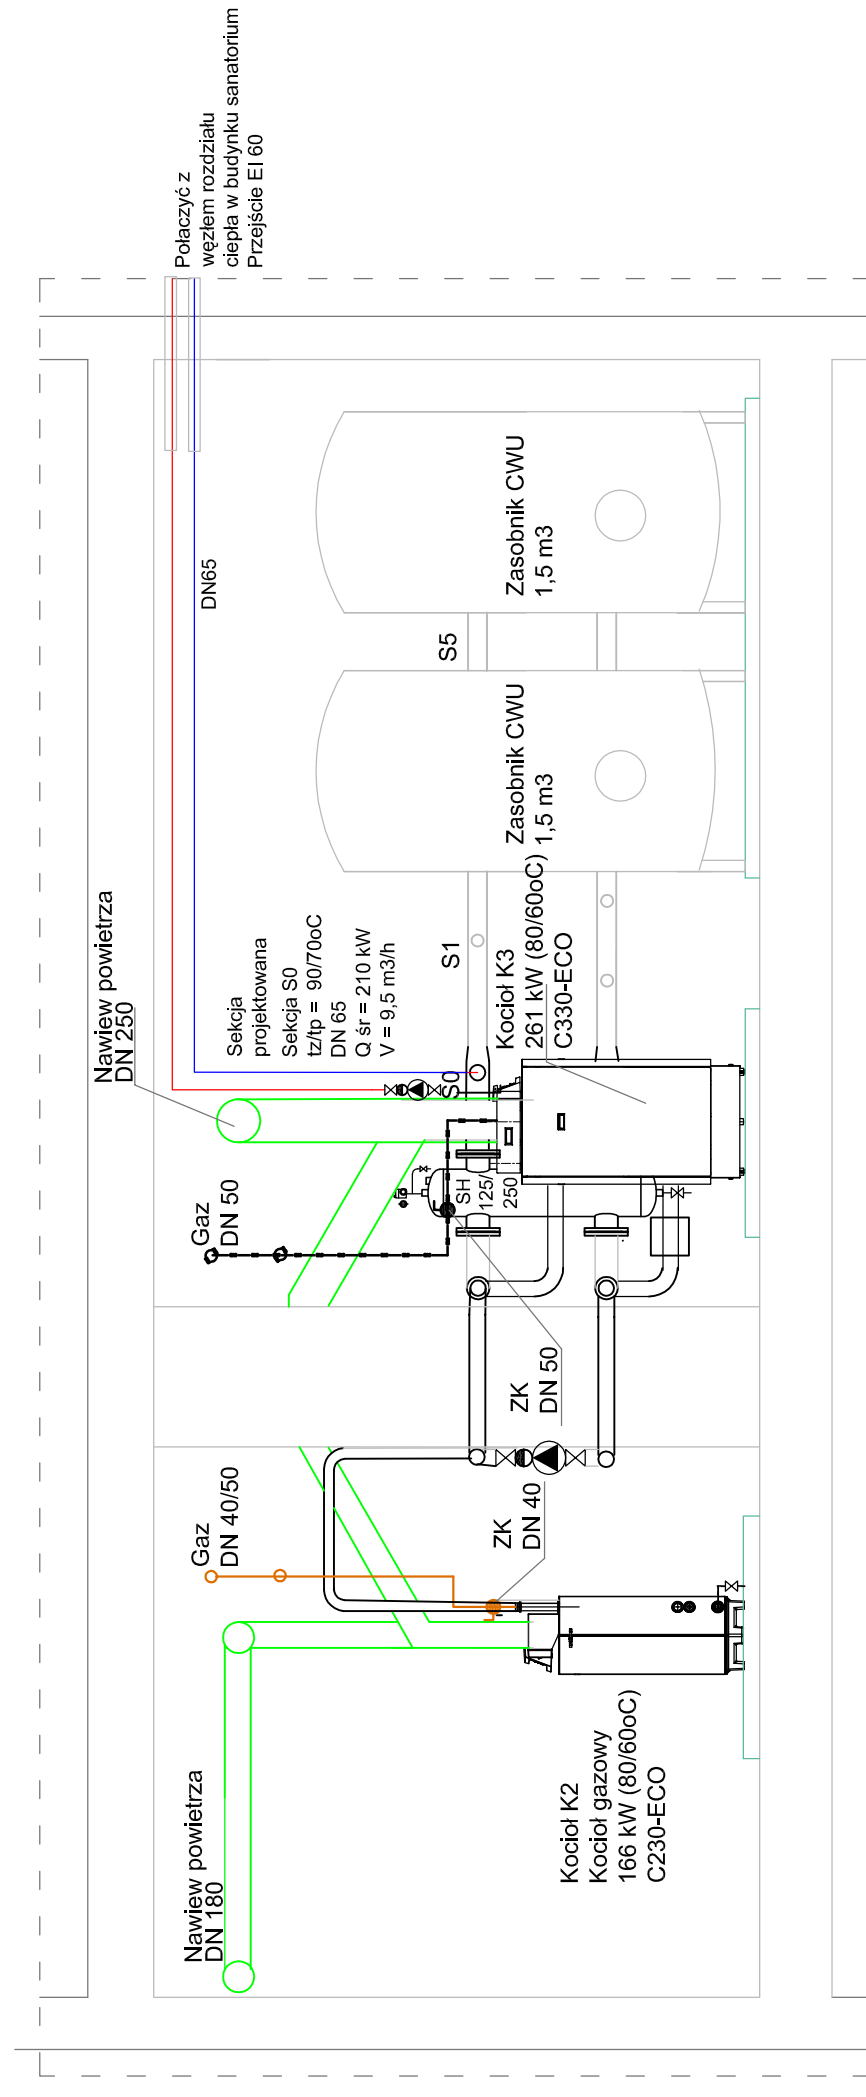 Połaczyć z
węzłem rozdziału
ciepła w budynku sanatorium
Przejście EI 60
DN65
Zasobnik CWU
1,5 m3
S5
Zasobnik CWU
1,5 m3
Nawiew powietrza
DN 250
Sekcja
projektowana
Sekcja S0
tz/tp = 90/70oC
DN 65
Q śr = 210 kW
V = 9,5 m3/h
S1
S0
Kocioł K3
261 kW (80/60oC)
C330-ECO
Gaz
DN 50
SH
125/
250
ZK
DN 50
Gaz
DN 40/50
ZK
DN 40
Nawiew powietrza
DN 180
Kocioł K2
Kocioł gazowy
166 kW (80/60oC)
C230-ECO